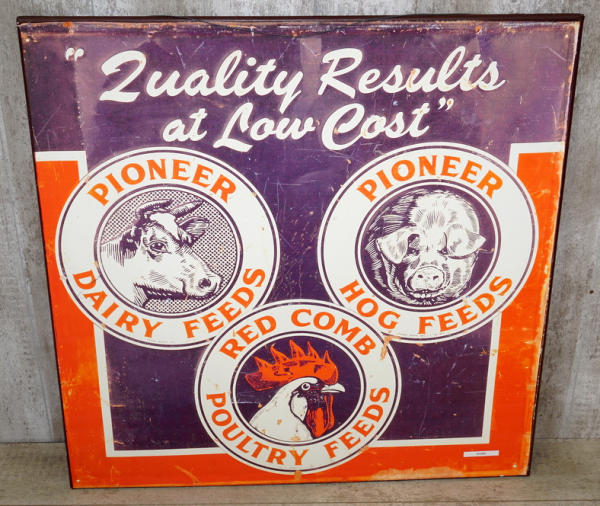 "Quality Results
at Low Cost"
PIONEER
DAIRY FEEDS
PIONEER
HOG FEEDS
RED COMB
POULTRY FEEDS